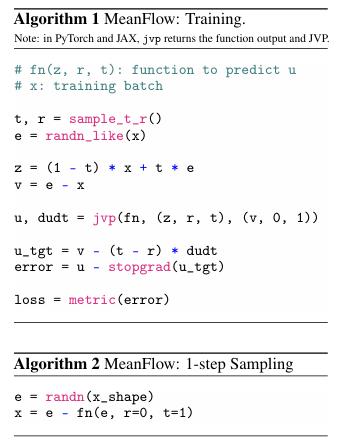 Algorithm 1 MeanFlow: Training.
Note: in PyTorch and JAX, jvp returns the function output and JVP.
# fn(z, r, t): function to predict u
# x: training batch
t, r = sample_t_r()
e = randn_like(x)
z = (1 - t) * x + t * e
v = e - x
u, dudt = jvp(fn, (z, r, t), (v, 0, 1))
u_tgt = v - (t - r) * dudt
error = u - stopgrad(u_tgt)
loss = metric(error)
Algorithm 2 MeanFlow: 1-step Sampling
e = randn(x_shape)
x = e - fn(e, r=0, t=1)